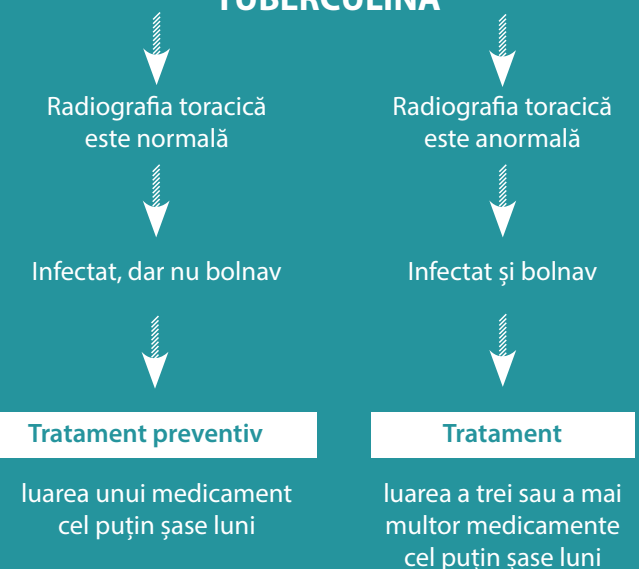 TUBERCULINA
Radiografia toracică
este normală
Infectat, dar nu bolnav
Tratament preventiv
luarea unui medicament
cel puțin șase luni
Radiografia toracică
este anormală
Infectat și bolnav
Tratament
luarea a trei sau a mai
multor medicamente
cel puțin șase luni